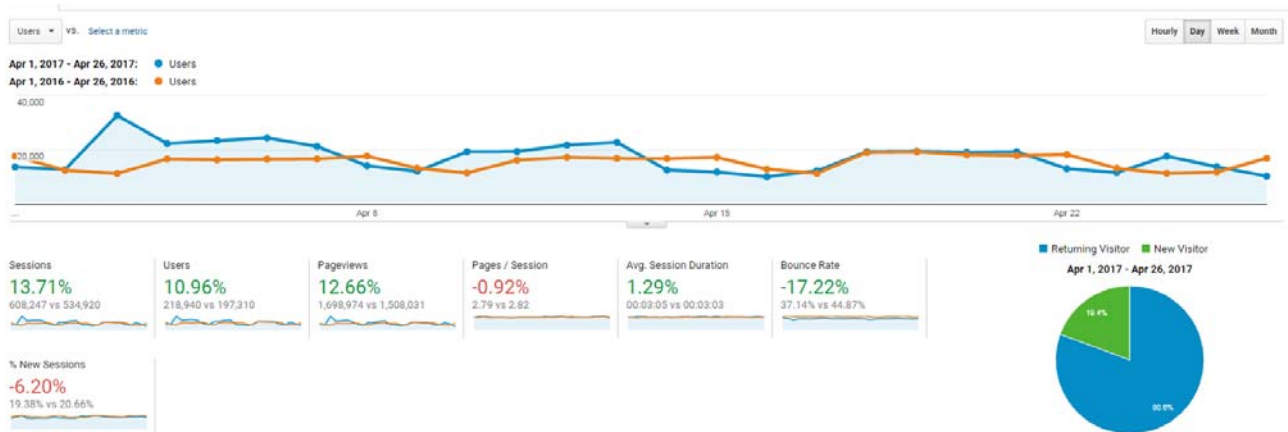 Users vs. Select a metric
Hourly Day Week Month
Apr 1, 2017 - Apr 26, 2017: Users
Apr 1, 2016 - Apr 26, 2016: Users
40,000
20,000
... Apr 8 Apr 15 Apr 22
Returning Visitor New Visitor
Apr 1, 2017 - Apr 26, 2017
19.4%
80.6%
Sessions
13.71%
608,247 vs 534,920
Users
10.96%
218,940 vs 197,310
Pageviews
12.66%
1,698,974 vs 1,508,031
Pages / Session
-0.92%
2.79 vs 2.82
Avg. Session Duration
1.29%
00:03:05 vs 00:03:03
Bounce Rate
-17.22%
37.14% vs 44.87%
% New Sessions
-6.20%
19.38% vs 20.66%